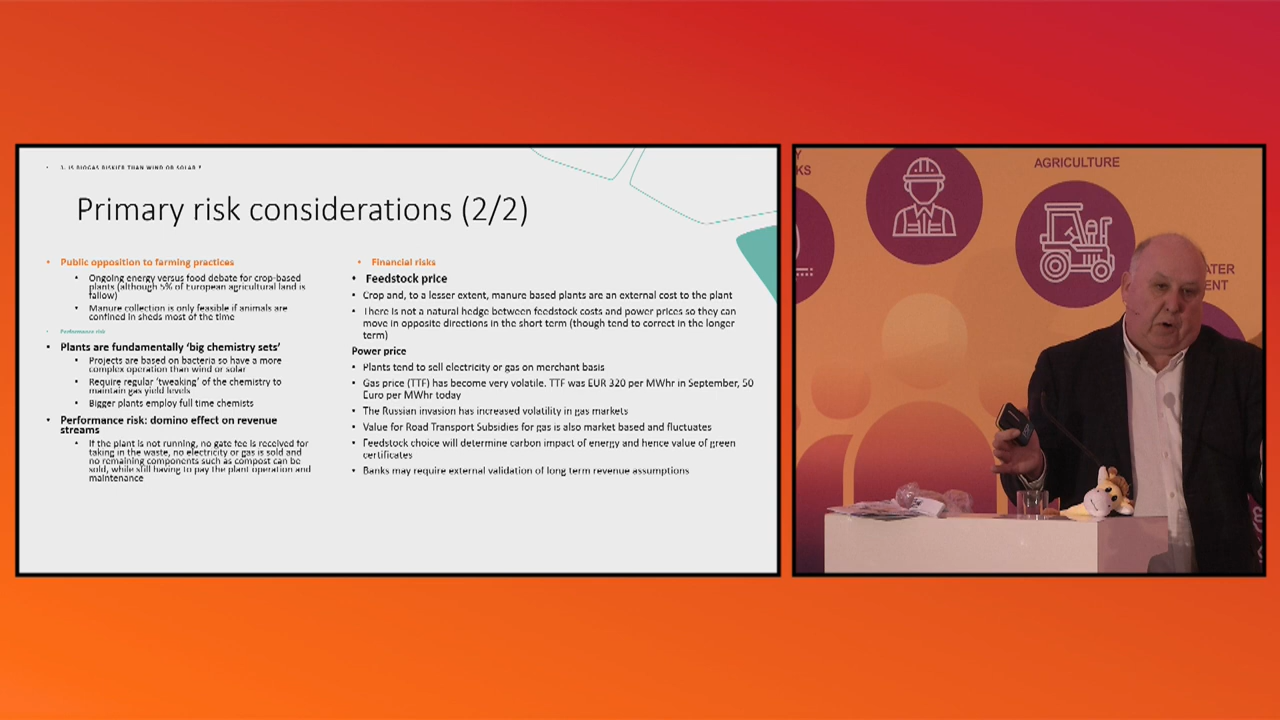 3. IS BIOGAS RISKIER THAN WIND OR SOLAR ?
Primary risk considerations (2/2)
• Public opposition to farming practices
• Ongoing energy versus food debate for crop-based
plants (although 5% of European agricultural land is
fallow)
• Manure collection is only feasible if animals are
confined in sheds most of the time
• Performance risk
• Plants are fundamentally 'big chemistry sets'
• Projects are based on bacteria so have a more
complex operation than wind or solar
• Require regular 'tweaking' of the chemistry to
maintain gas yield levels
• Bigger plants employ full time chemists
• Performance risk: domino effect on revenue
streams
• If the plant is not running, no gate fee is received for
taking in the waste, no electricity or gas is sold and
no remaining components such as compost can be
sold, while still having to pay the plant operation and
maintenance
• Financial risks
• Feedstock price
• Crop and, to a lesser extent, manure based plants are an external cost to the plant
• There is not a natural hedge between feedstock costs and power prices so they can
move in opposite directions in the short term (though tend to correct in the longer
term)
Power price
• Plants tend to sell electricity or gas on merchant basis
• Gas price (TTF) has become very volatile. TTF was EUR 320 per MWhr in September, 50
Euro per MWhr today
• The Russian invasion has increased volatility in gas markets
• Value for Road Transport Subsidies for gas is also market based and fluctuates
• Feedstock choice will determine carbon impact of energy and hence value of green
certificates
• Banks may require external validation of long term revenue assumptions
Y
KS
AGRICULTURE
ATER
ENT